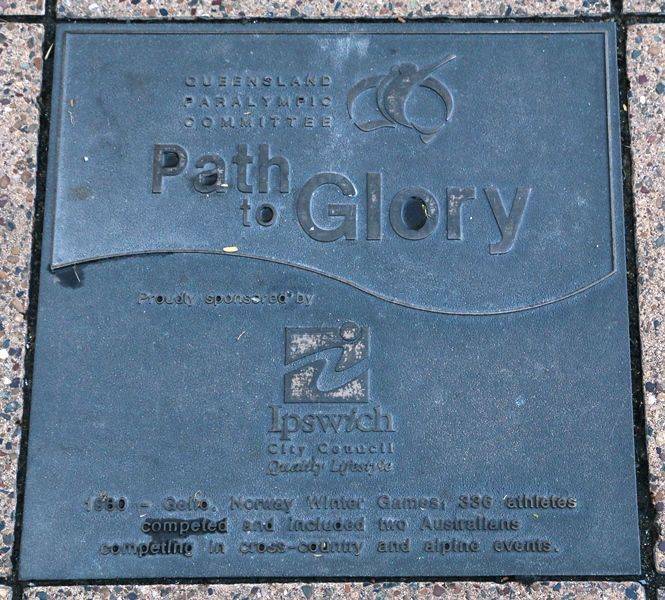 QUEENSLAND
PARALYMPIC
COMMITTEE
Path
to Glory
Proudly sponsored by
Ipswich
City Council
Quality Lifestyle
1980 - Geilo, Norway Winter Games, 336 athletes
competed and included two Australians
competing in cross-country and alpine events.